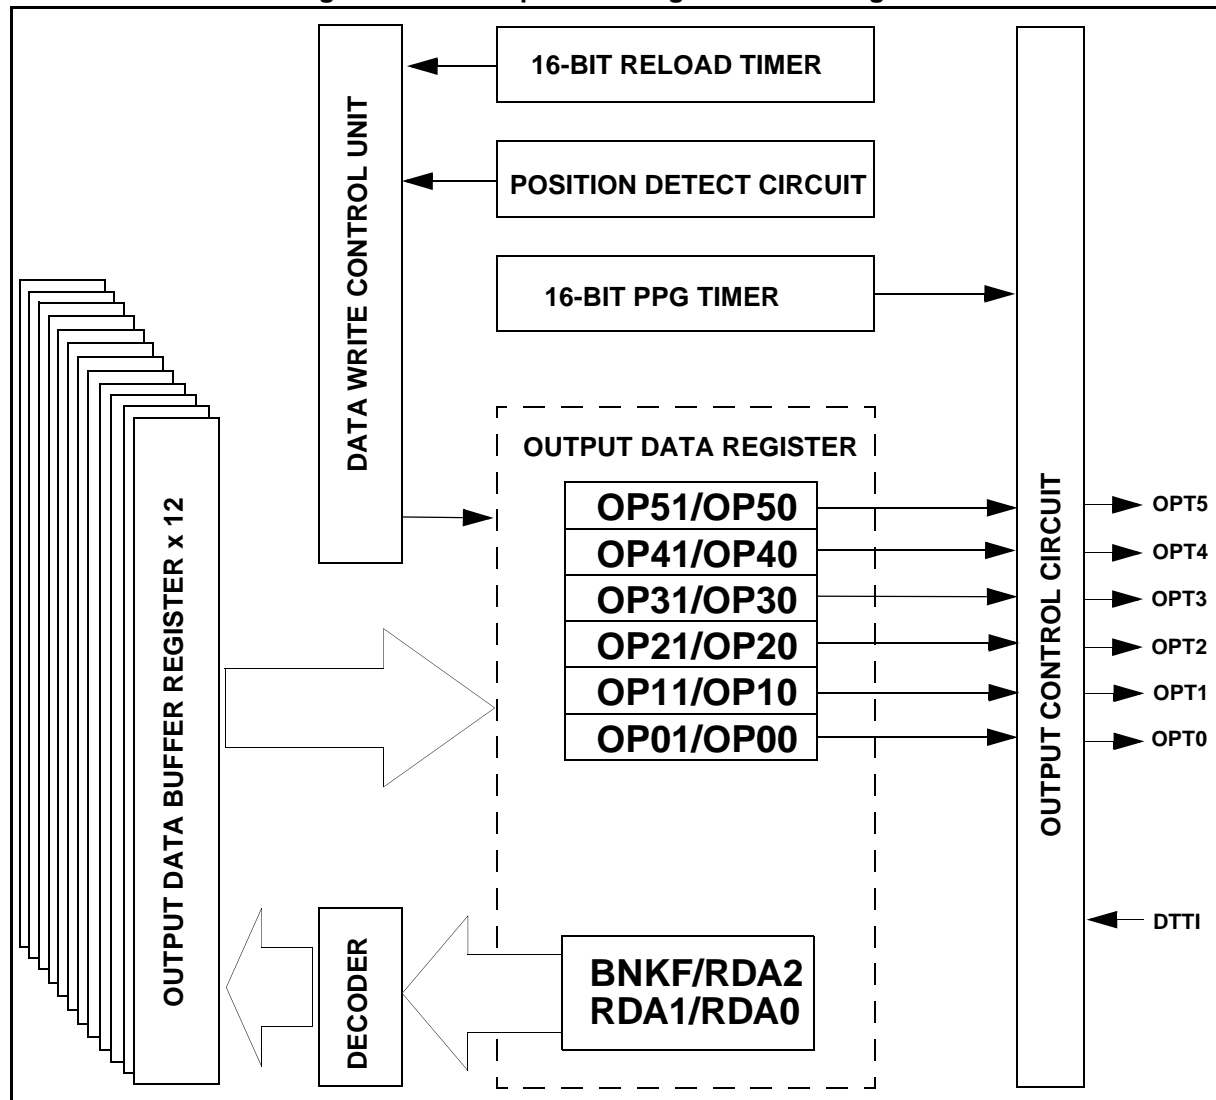 16-BIT RELOAD TIMER
POSITION DETECT CIRCUIT
16-BIT PPG TIMER
DATA WRITE CONTROL UNIT
OUTPUT DATA BUFFER REGISTER x 12
OUTPUT DATA REGISTER
OP51/OP50
OP41/OP40
OP31/OP30
OP21/OP20
OP11/OP10
OP01/OP00
BNKF/RDA2
RDA1/RDA0
DECODER
OUTPUT CONTROL CIRCUIT
OPT5
OPT4
OPT3
OPT2
OPT1
OPT0
DTTI